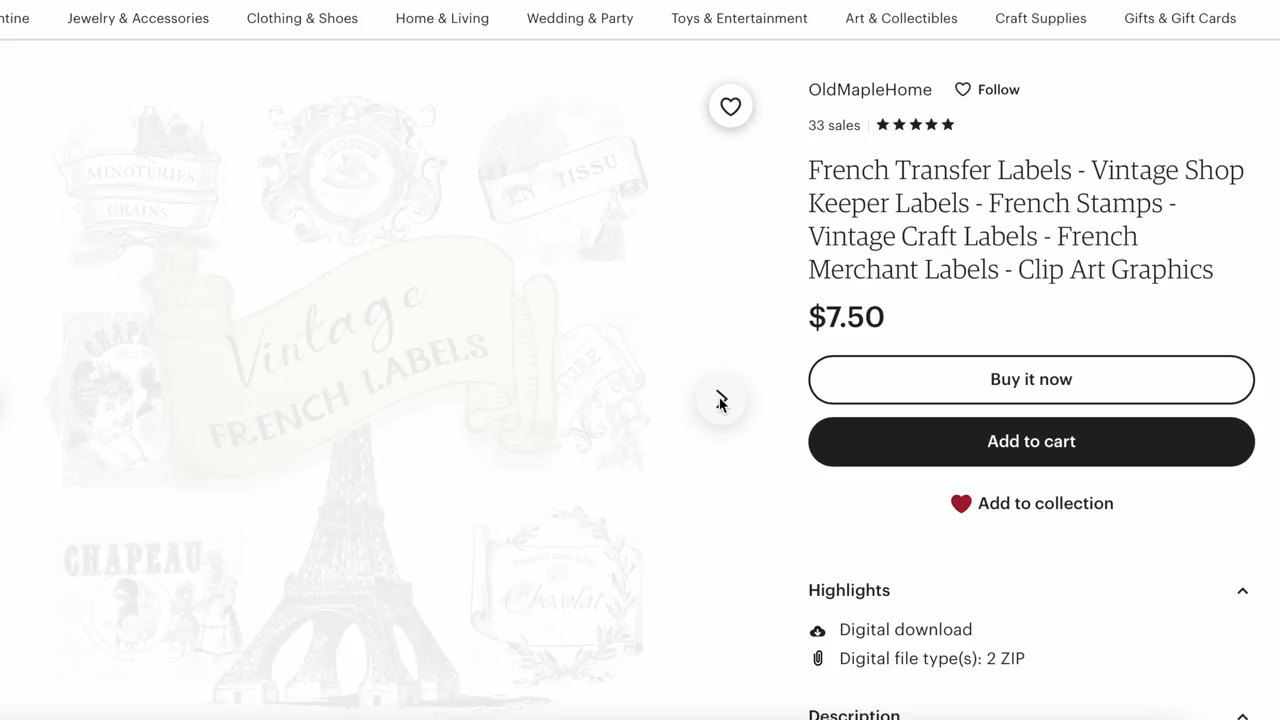 ntine Jewelry & Accessories Clothing & Shoes Home & Living Wedding & Party Toys & Entertainment Art & Collectibles Craft Supplies Gifts & Gift Cards
OldMapleHome Follow
33 sales
French Transfer Labels - Vintage Shop
Keeper Labels - French Stamps -
Vintage Craft Labels - French
Merchant Labels - Clip Art Graphics
$7.50
Buy it now
Add to cart
Add to collection
Highlights
Digital download
Digital file type(s): 2 ZIP
Description
MINOTERIES
GRAINS
EN TISSU
Vintage
FRENCH LABELS
CHAPEAU
Chocolat